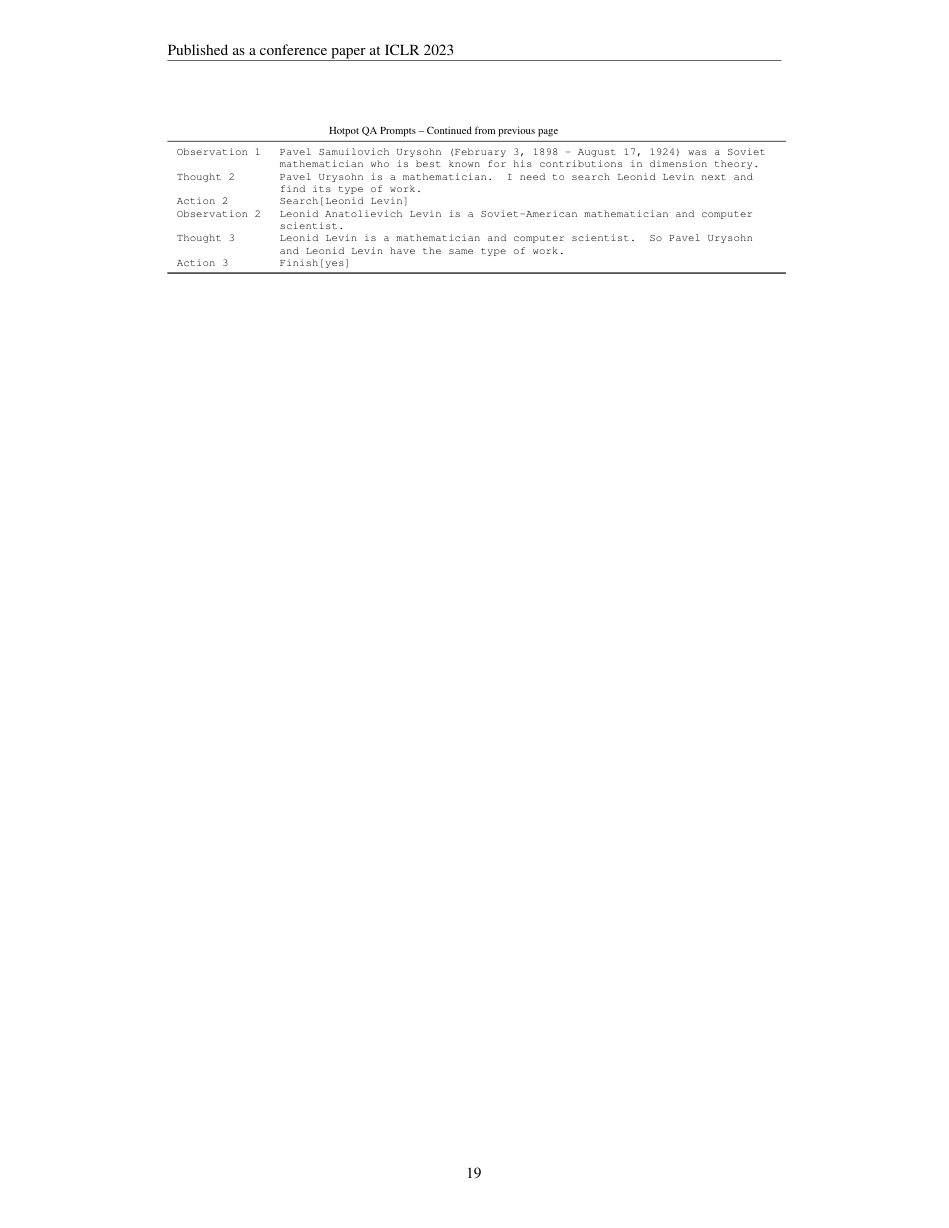 Published as a conference paper at ICLR 2023
Hotpot QA Prompts – Continued from previous page
Observation 1 Pavel Samuilovich Urysohn (February 3, 1898 - August 17, 1924) was a Soviet
mathematician who is best known for his contributions in dimension theory.
Thought 2 Pavel Urysohn is a mathematician. I need to search Leonid Levin next and
find its type of work.
Action 2 Search[Leonid Levin]
Observation 2 Leonid Anatolievich Levin is a Soviet-American mathematician and computer
scientist.
Thought 3 Leonid Levin is a mathematician and computer scientist. So Pavel Urysohn
and Leonid Levin have the same type of work.
Action 3 Finish[yes]
19